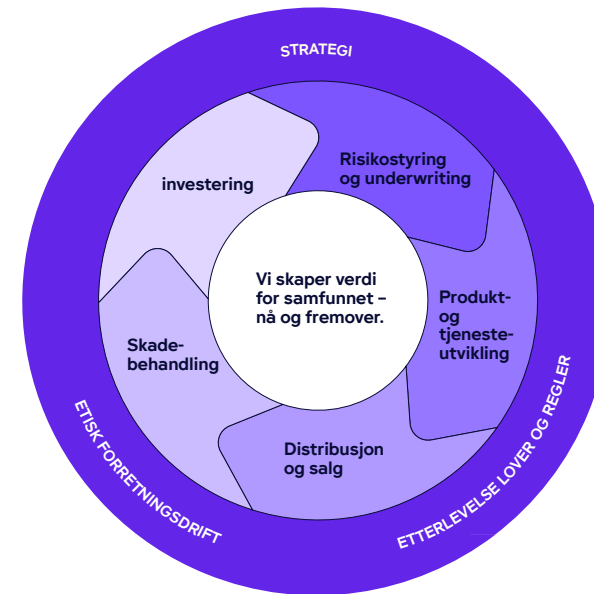 STRATEGI
Risikostyring
og underwriting
investering
Vi skaper verdi
for samfunnet –
nå og fremover.
Produkt-
og
tjeneste-
utvikling
Skade-
behandling
Distribusjon
og salg
ETISK FORRETNINGSDRIFT
ETTERLEVELSE LOVER OG REGLER